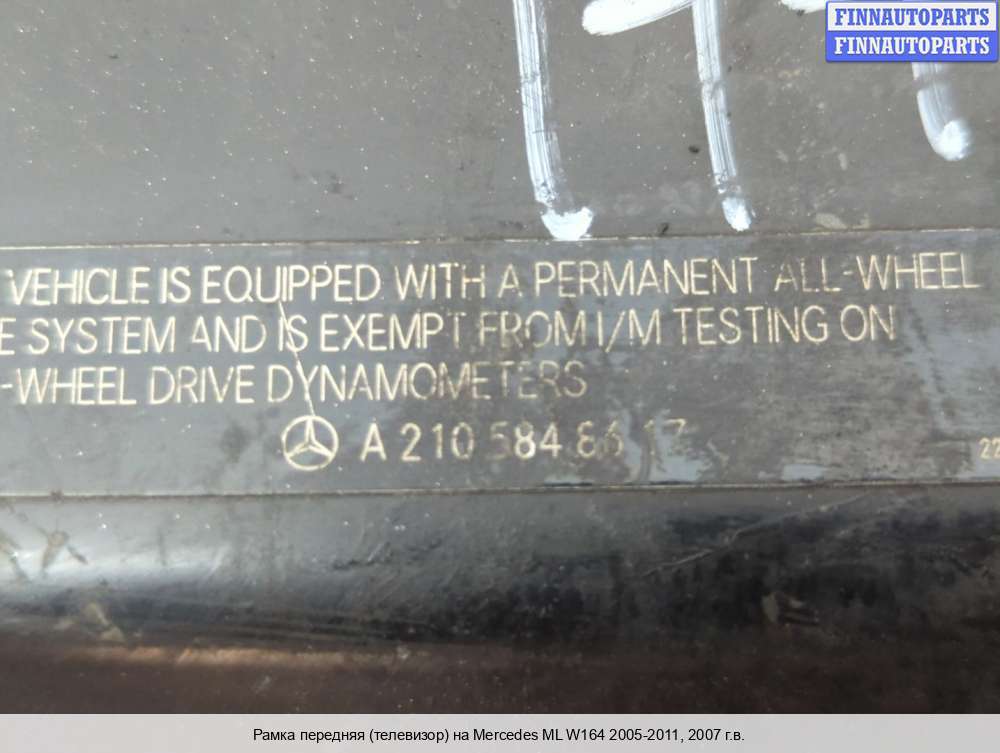 FINNAUTOPARTS
FINNAUTOPARTS
VEHICLE IS EQUIPPED WITH A PERMANENT ALL-WHEEL
E SYSTEM AND IS EXEMPT FROM I/M TESTING ON
-WHEEL DRIVE DYNAMOMETERS
A 210 584 86 17
22
Рамка передняя (телевизор) на Mercedes ML W164 2005-2011, 2007 г.в.